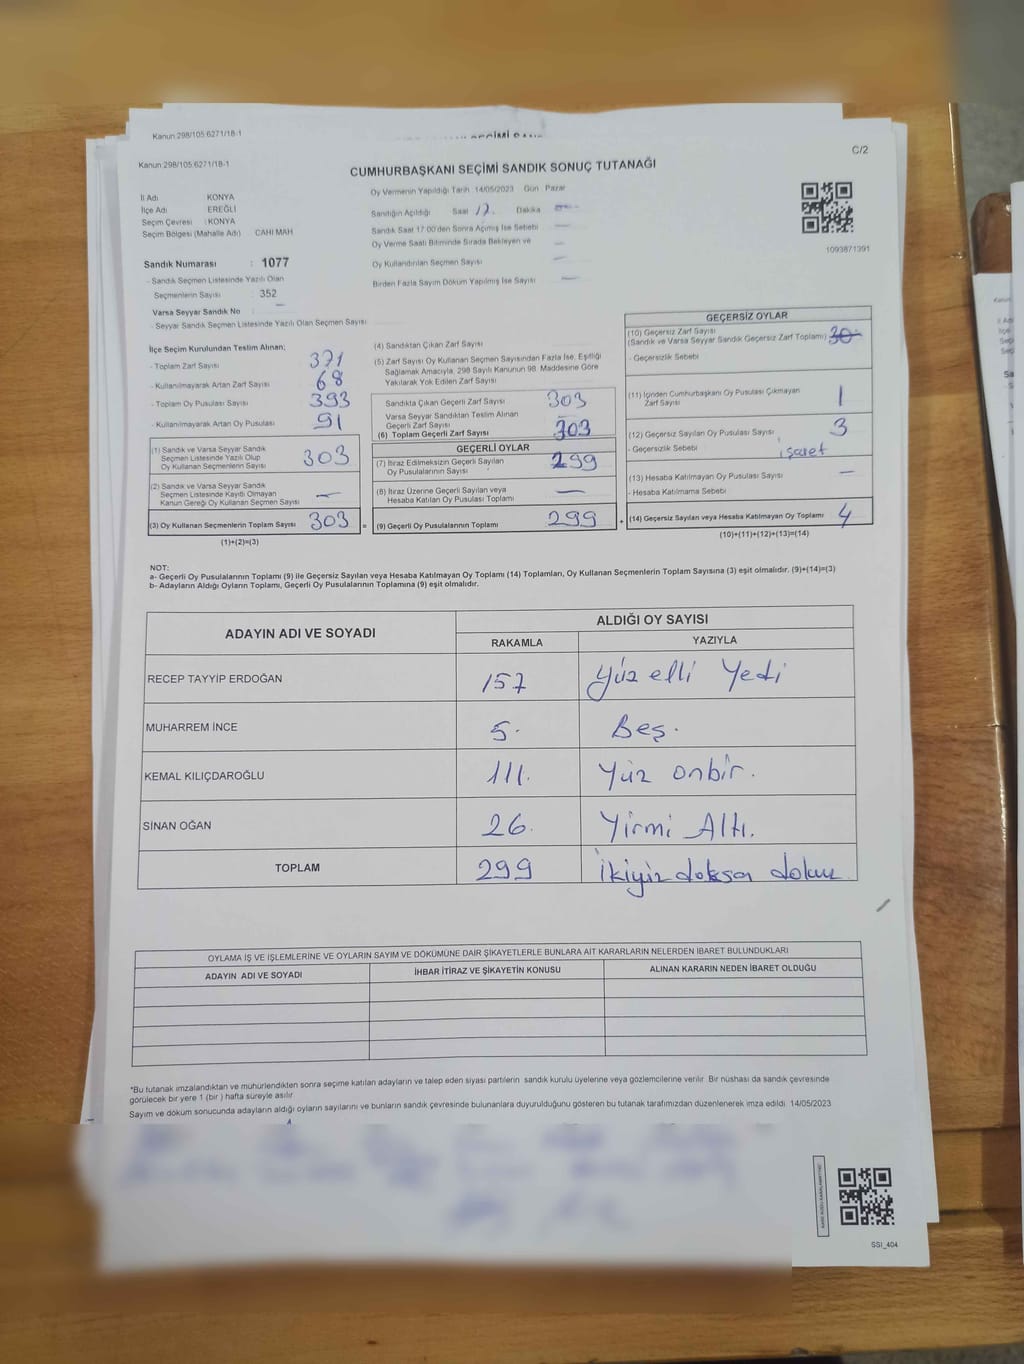 Kanun:298/105:6271/18-1
Kanun:298/105:6271/18-1
C/2
CUMHURBAŞKANI SEÇİMİ SANDIK SONUÇ TUTANAĞI
İl Adı KONYA
İlçe Adı EREĞLİ
Seçim Çevresi : KONYA
Seçim Bölgesi (Mahalle Adı) CAHI MAH
Sandık Numarası : 1077
- Sandık Seçmen Listesinde Yazılı Olan
Seçmenlerin Sayısı : 352
Varsa Seyyar Sandık No
- Seyyar Sandık Seçmen Listesinde Yazılı Olan Seçmen Sayısı
Oy Vermenin Yapıldığı Tarih 14/05/2023 Gün Pazar
Sandığın Açıldığı Saat 17. Dakika —
Sandık Saat 17:00'den Sonra Açmış İse Sebebi —
Oy Verme Saati Bitiminde Sırada Bekleyen ve —
Oy Kullandırılan Seçmen Sayısı —
Birden Fazla Sayım Döküm Yapılmış İse Sayısı —
1093871391
İlçe Seçim Kurulundan Teslim Alınan;
- Toplam Zarf Sayısı 371
- Kullanılmayarak Artan Zarf Sayısı 68
- Toplam Oy Pusulası Sayısı 393
- Kullanılmayarak Artan Oy Pusulası 91
(1) Sandık ve Varsa Seyyar Sandık
Seçmen Listesinde Yazılı Olup
Oy Kullanan Seçmenlerin Sayısı 303
(2) Sandık ve Varsa Seyyar Sandık
Seçmen Listesinde Kayıtlı Olmayan
Kanun Gereği Oy Kullanan Seçmen Sayısı —
(3) Oy Kullanan Seçmenlerin Toplam Sayısı 303 =
(1)+(2)=(3)
(4) Sandıktan Çıkan Zarf Sayısı
(5) Zarf Sayısı Oy Kullanan Seçmen Sayısından Fazla İse, Eşitliği
Sağlamak Amacıyla, 298 Sayılı Kanunun 98. Maddesine Göre
Yakılarak Yok Edilen Zarf Sayısı
Sandıkta Çıkan Geçerli Zarf Sayısı 303
Varsa Seyyar Sandıktan Teslim Alınan
Geçerli Zarf Sayısı
(6) Toplam Geçerli Zarf Sayısı 303
GEÇERLİ OYLAR
(7) İtiraz Edilmeksizin Geçerli Sayılan
Oy Pusulalarının Sayısı 299
(8) İtiraz Üzerine Geçerli Sayılan veya
Hesaba Katılan Oy Pusulası Toplamı —
(9) Geçerli Oy Pusulalarının Toplamı 299 +
GEÇERSİZ OYLAR
(10) Geçersiz Zarf Sayısı
(Sandık ve Varsa Seyyar Sandık Geçersiz Zarf Toplamı)
- Geçersizlik Sebebi
(11) İçinden Cumhurbaşkanı Oy Pusulası Çıkmayan
Zarf Sayısı 1
(12) Geçersiz Sayılan Oy Pusulası Sayısı 3
- Geçersizlik Sebebi işaret
(13) Hesaba Katılmayan Oy Pusulası Sayısı —
- Hesaba Katılmama Sebebi
(14) Geçersiz Sayılan veya Hesaba Katılmayan Oy Toplamı 4
(10)+(11)+(12)+(13)=(14)
NOT:
a- Geçerli Oy Pusulalarının Toplamı (9) ile Geçersiz Sayılan veya Hesaba Katılmayan Oy Toplamı (14) Toplamları, Oy Kullanan Seçmenlerin Toplam Sayısına (3) eşit olmalıdır. (9)+(14)=(3)
b- Adayların Aldığı Oyların Toplamı, Geçerli Oy Pusulalarının Toplamına (9) eşit olmalıdır.
ADAYIN ADI VE SOYADI ALDIĞI OY SAYISI
RAKAMLA YAZIYLA
RECEP TAYYİP ERDOĞAN 157 Yüz elli Yedi
MUHARREM İNCE 5. Beş.
KEMAL KILIÇDAROĞLU 111. Yüz onbir.
SİNAN OĞAN 26. Yirmi Altı.
TOPLAM 299 İkiyüz doksan dokuz
OYLAMA İŞ VE İŞLEMLERİNE VE OYLARIN SAYIM VE DÖKÜMÜNE DAİR ŞİKAYETLERLE BUNLARA AİT KARARLARIN NELERDEN İBARET BULUNDUKLARI
ADAYIN ADI VE SOYADI İHBAR İTİRAZ VE ŞİKAYETİN KONUSU ALINAN KARARIN NEDEN İBARET OLDUĞU
*Bu tutanak imzalandıktan ve mühürlendikten sonra seçime katılan adayların ve talep eden siyasi partilerin sandık kurulu üyelerine veya gözlemcilerine verilir. Bir nüshası da sandık çevresinde
görülecek bir yere 1 (bir) hafta süreyle asılır
Sayım ve döküm sonucunda adayların aldığı oyların sayılarını ve bunların sandık çevresinde bulunanlara duyurulduğunu gösteren bu tutanak tarafımızdan düzenlenerek imza edildi. 14/05/2023
SSI_404